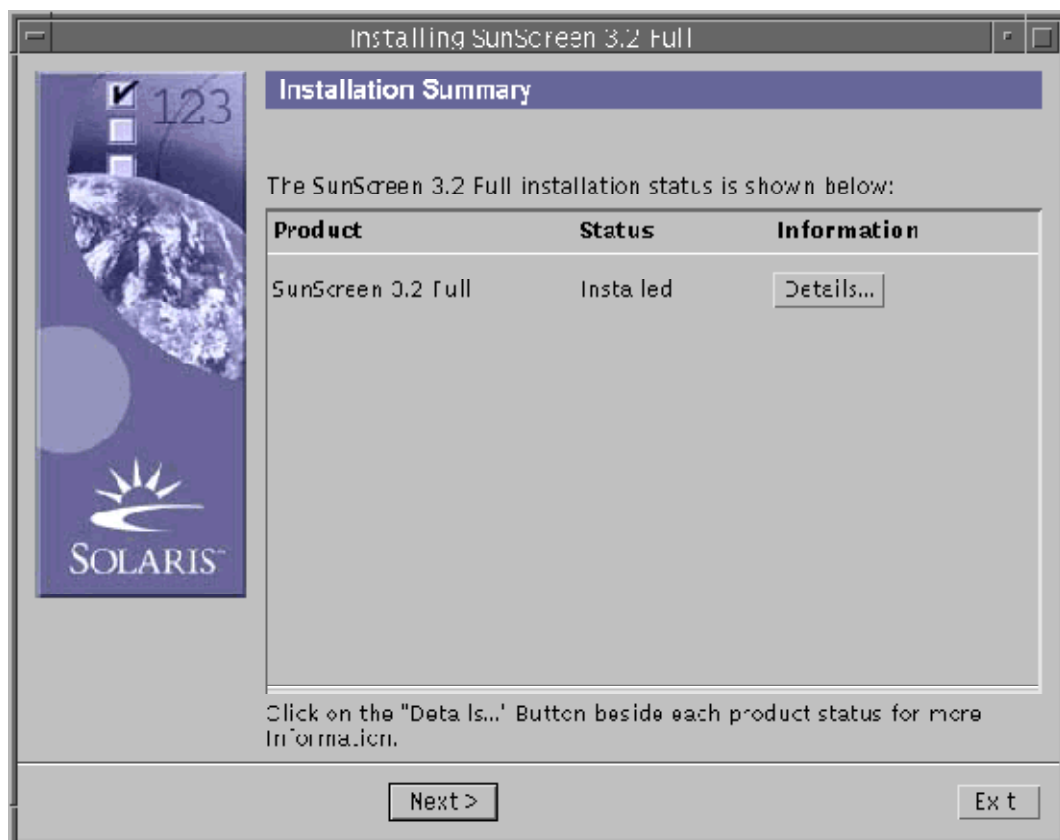 Installing SunScreen 3.2 Full
123
Installation Summary
The SunScreen 3.2 Full installation status is shown below:
Product Status Information
SunScreen 3.2 Full Installed Details...
Click on the "Details..." Button beside each product status for more
Information.
SOLARIS™
Next > Exit